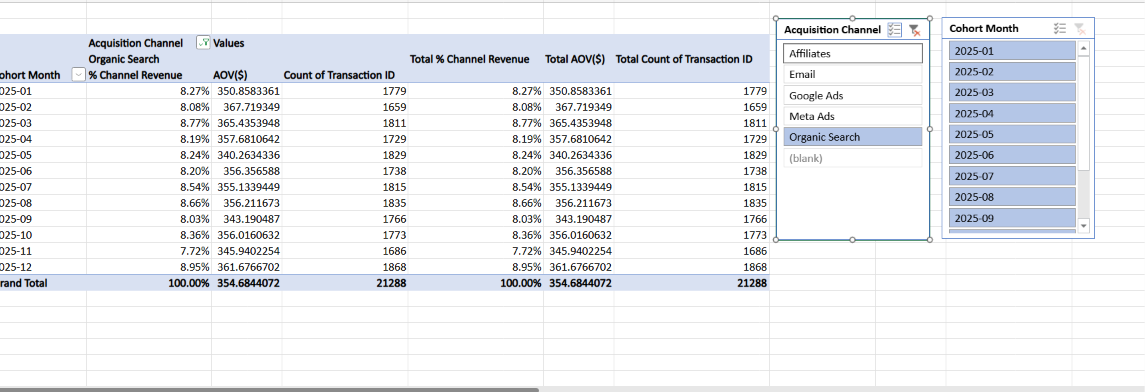 Acquisition Channel Values
Organic Search Total % Channel Revenue Total AOV($) Total Count of Transaction ID
ohort Month % Channel Revenue AOV($) Count of Transaction ID
025-01 8.27% 350.8583361 1779 8.27% 350.8583361 1779
025-02 8.08% 367.719349 1659 8.08% 367.719349 1659
025-03 8.77% 365.4353948 1811 8.77% 365.4353948 1811
025-04 8.19% 357.6810642 1729 8.19% 357.6810642 1729
025-05 8.24% 340.2634336 1829 8.24% 340.2634336 1829
025-06 8.20% 356.356588 1738 8.20% 356.356588 1738
025-07 8.54% 355.1339449 1815 8.54% 355.1339449 1815
025-08 8.66% 356.211673 1835 8.66% 356.211673 1835
025-09 8.03% 343.190487 1766 8.03% 343.190487 1766
025-10 8.36% 356.0160632 1773 8.36% 356.0160632 1773
025-11 7.72% 345.9402254 1686 7.72% 345.9402254 1686
025-12 8.95% 361.6766702 1868 8.95% 361.6766702 1868
rand Total 100.00% 354.6844072 21288 100.00% 354.6844072 21288
Acquisition Channel
Affiliates
Email
Google Ads
Meta Ads
Organic Search
(blank)
Cohort Month
2025-01
2025-02
2025-03
2025-04
2025-05
2025-06
2025-07
2025-08
2025-09